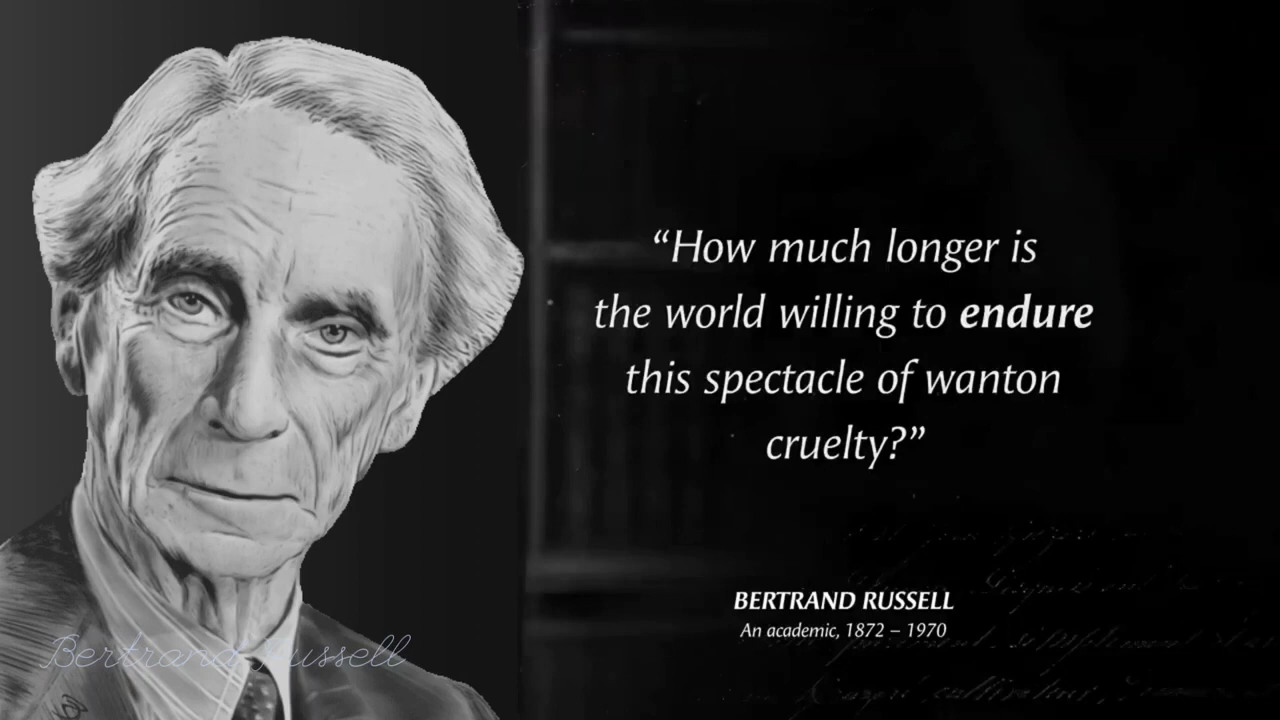 “How much longer is
the world willing to endure
this spectacle of wanton
cruelty?”
BERTRAND RUSSELL
An academic, 1872 – 1970
Bertrand Russell